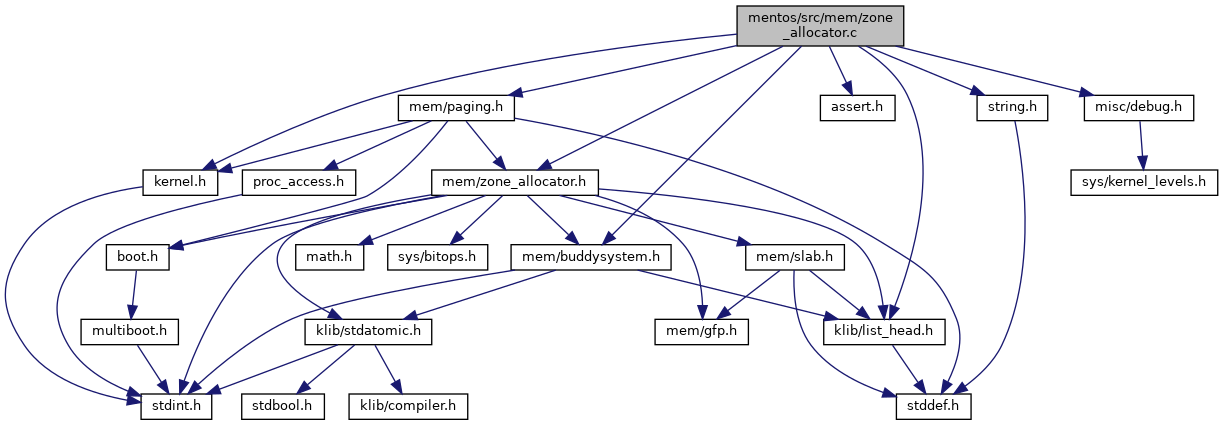 mentos/src/mem/zone
_allocator.c
mem/paging.h
assert.h
string.h
misc/debug.h
kernel.h
proc_access.h
mem/zone_allocator.h
sys/kernel_levels.h
boot.h
math.h
sys/bitops.h
mem/buddysystem.h
mem/slab.h
multiboot.h
klib/stdatomic.h
mem/gfp.h
klib/list_head.h
stdint.h
stdbool.h
klib/compiler.h
stddef.h